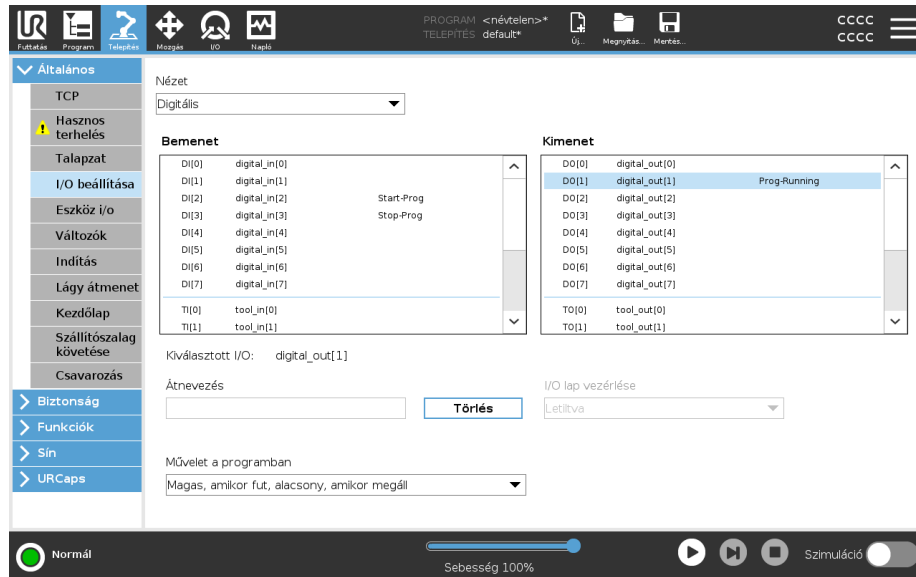 PROGRAM <névtelen>*
TELEPÍTÉS default*
CCCC
CCCC
Futtatás Program Telepítés Mozgás I/O Napló Új... Megnyitás... Mentés...
Általános
TCP
Hasznos
terhelés
Talapzat
I/O beállítása
Eszköz i/o
Változók
Indítás
Lágy átmenet
Kezdőlap
Szállítószalag
követése
Csavarozás
Biztonság
Funkciók
Sín
URCaps
Nézet
Digitális
Bemenet
DI[0] digital_in[0]
DI[1] digital_in[1]
DI[2] digital_in[2] Start-Prog
DI[3] digital_in[3] Stop-Prog
DI[4] digital_in[4]
DI[5] digital_in[5]
DI[6] digital_in[6]
DI[7] digital_in[7]
TI[0] tool_in[0]
TI[1] tool_in[1]
Kimenet
DO[0] digital_out[0]
DO[1] digital_out[1] Prog-Running
DO[2] digital_out[2]
DO[3] digital_out[3]
DO[4] digital_out[4]
DO[5] digital_out[5]
DO[6] digital_out[6]
DO[7] digital_out[7]
TO[0] tool_out[0]
TO[1] tool_out[1]
Kiválasztott I/O: digital_out[1]
Átnevezés
Törlés
I/O lap vezérlése
Letiltva
Művelet a programban
Magas, amikor fut, alacsony, amikor megáll
Normál
Sebesség 100%
Szimuláció